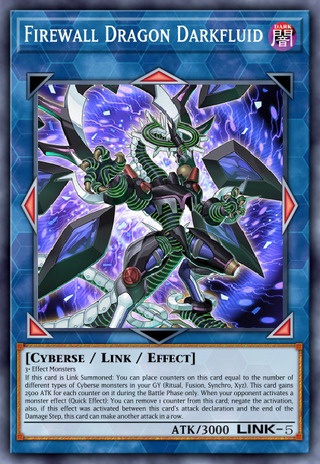 Firewall Dragon Darkfluid
DARK
闇
[Cyberse / Link / Effect]
3+ Effect Monsters
If this card is Link Summoned: You can place counters on this card equal to the number of
different types of Cyberse monsters in your GY (Ritual, Fusion, Synchro, Xyz). This card gains
2500 ATK for each counter on it during the Battle Phase only. When your opponent activates a
monster effect (Quick Effect): You can remove 1 counter from this card; negate the activation,
also, if this effect was activated between this card's attack declaration and the end of the
Damage Step, this card can make another attack in a row.
ATK/3000 LINK-5